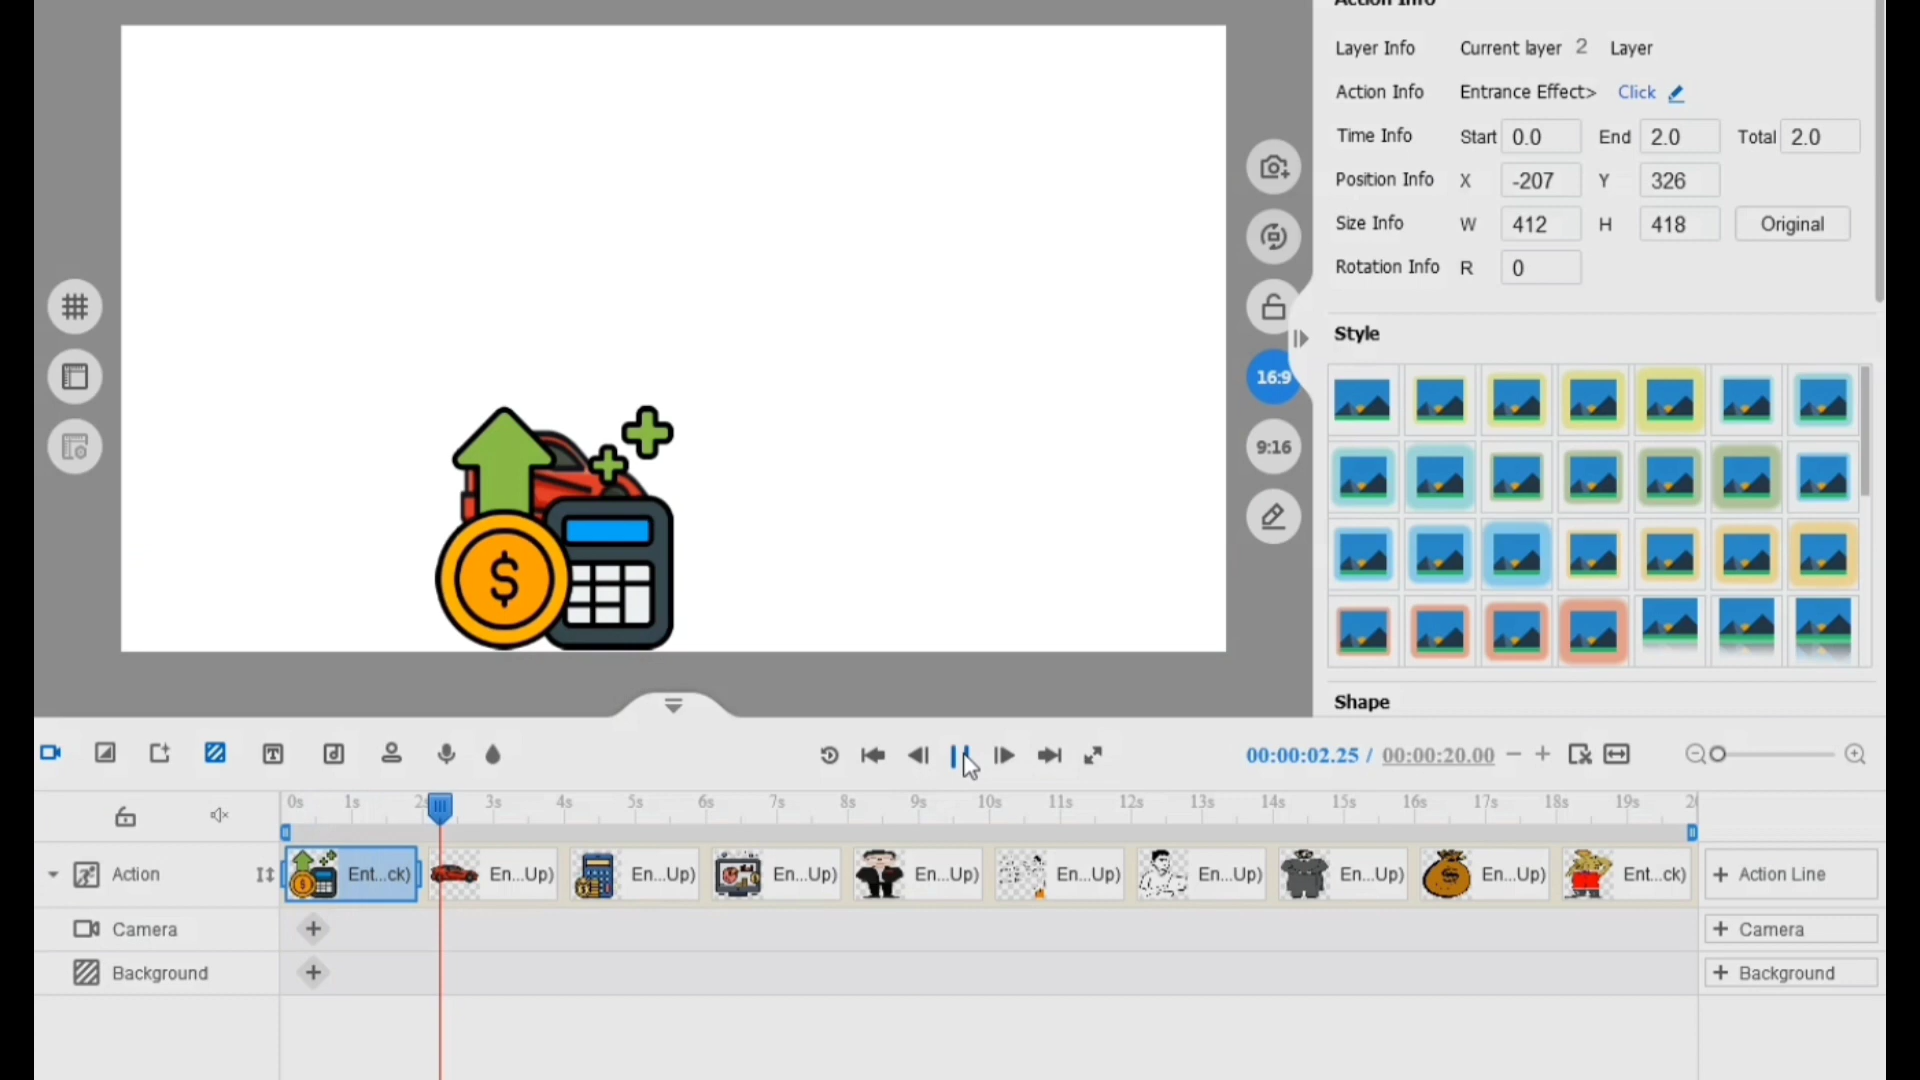 Action Info
Layer Info Current layer 2 Layer
Action Info Entrance Effect> Click
Time Info Start 0.0 End 2.0 Total 2.0
Position Info X -207 Y 326
Size Info W 412 H 418 Original
Rotation Info R 0
Style
16:9
9:16
$
Shape
00:00:02.25 / 00:00:20.00
0s 1s 2s 3s 4s 5s 6s 7s 8s 9s 10s 11s 12s 13s 14s 15s 16s 17s 18s 19s
Action Ent...ck) En...Up) En...Up) En...Up) En...Up) En...Up) En...Up) En...Up) En...Up) Ent...ck) + Action Line
Camera + + Camera
Background + + Background